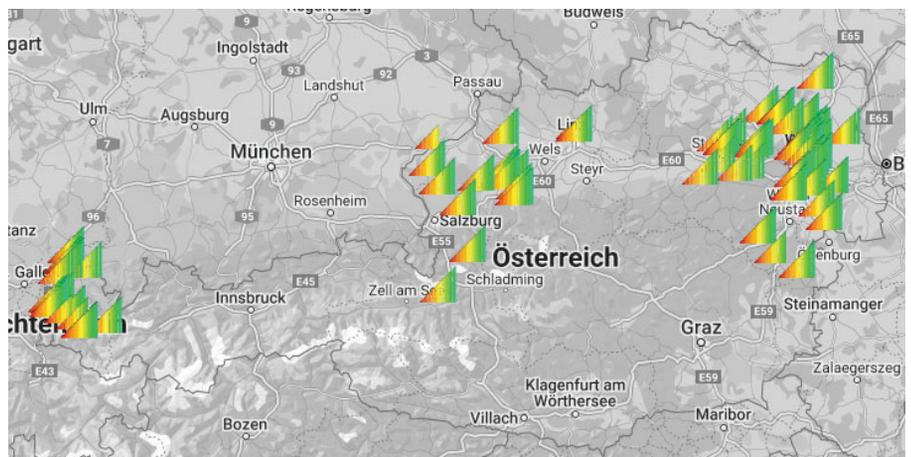 Regensburg
Budweis
E65
gart
Ingolstadt
9
3
93
92
Landshut
Passau
Ulm
Augsburg
E65
9
7
München
Wels
E60
E60
Steyr
Rosenheim
96
95
Salzburg
Neusta
E55
Österreich
Galle
E45
Zell am
Schladming
Innsbruck
E59
Steinamanger
Graz
E43
E59
Zalaegerszeg
Klagenfurt am
Wörthersee
Bozen
Villach
Maribor